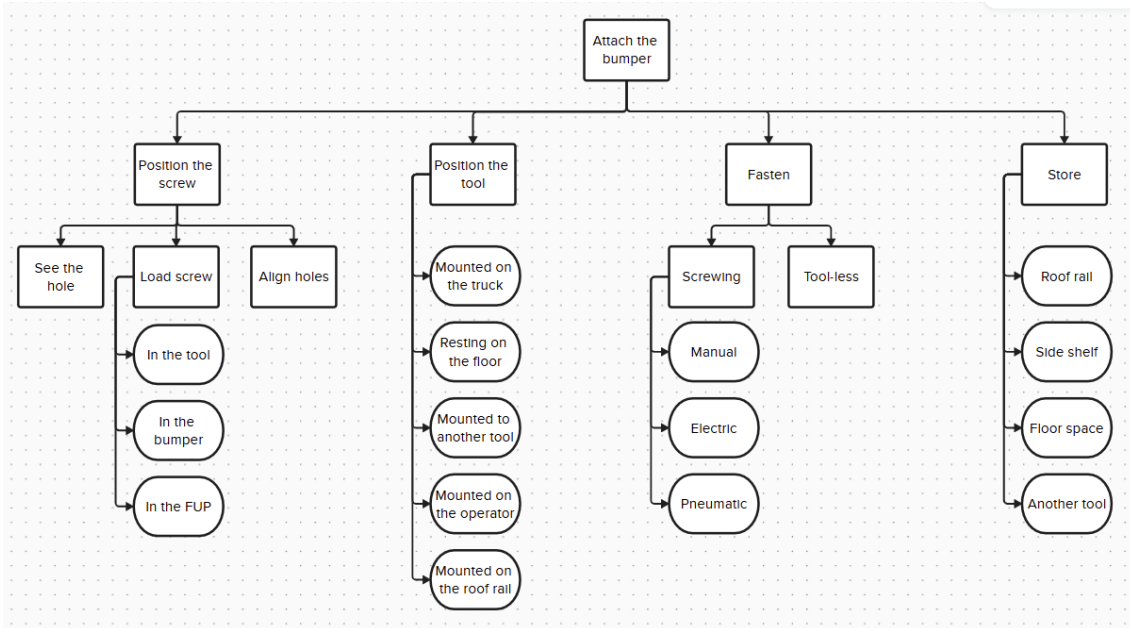 Attach the
bumper
Position the
screw
Position the
tool
Fasten
Store
See the
hole
Load screw
Align holes
Mounted on
the truck
Screwing
Tool-less
Roof rail
In the tool
Resting on
the floor
Manual
Side shelf
In the
bumper
Mounted to
another tool
Electric
Floor space
In the FUP
Mounted on
the operator
Pneumatic
Another tool
Mounted on
the roof rail